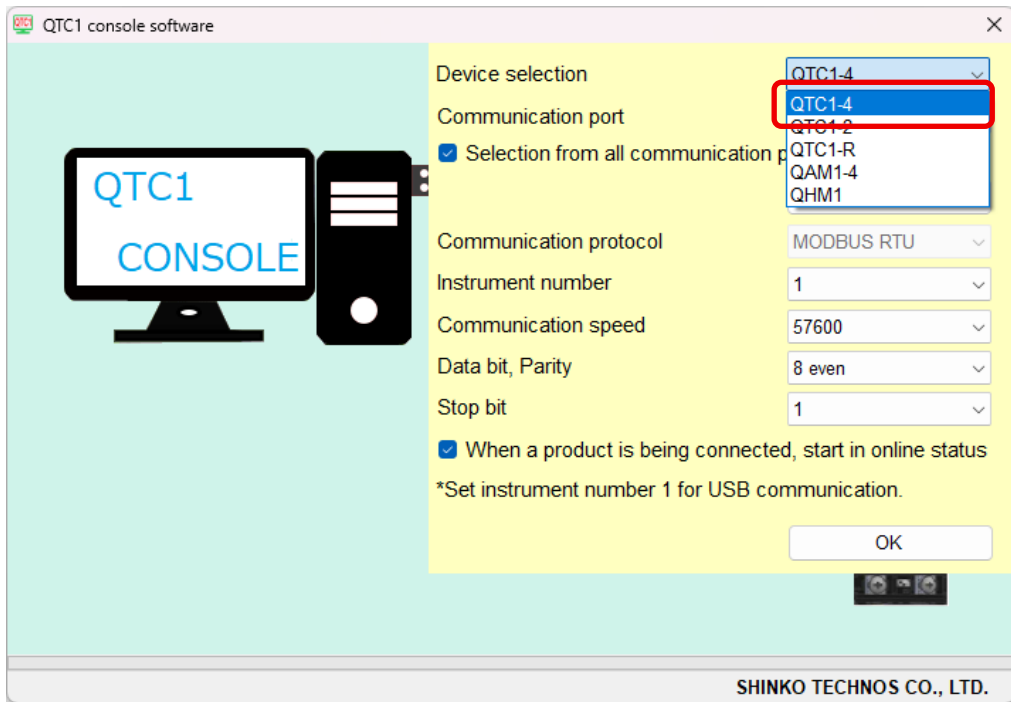 QTC1 console software
QTC1
CONSOLE
Device selection
QTC1-4
QTC1-4
QTC1-2
QTC1-R
QAM1-4
QHM1
Communication port
Selection from all communication
Communication protocol
MODBUS RTU
Instrument number
1
Communication speed
57600
Data bit, Parity
8 even
Stop bit
1
When a product is being connected, start in online status
*Set instrument number 1 for USB communication.
OK
SHINKO TECHNOS CO., LTD.